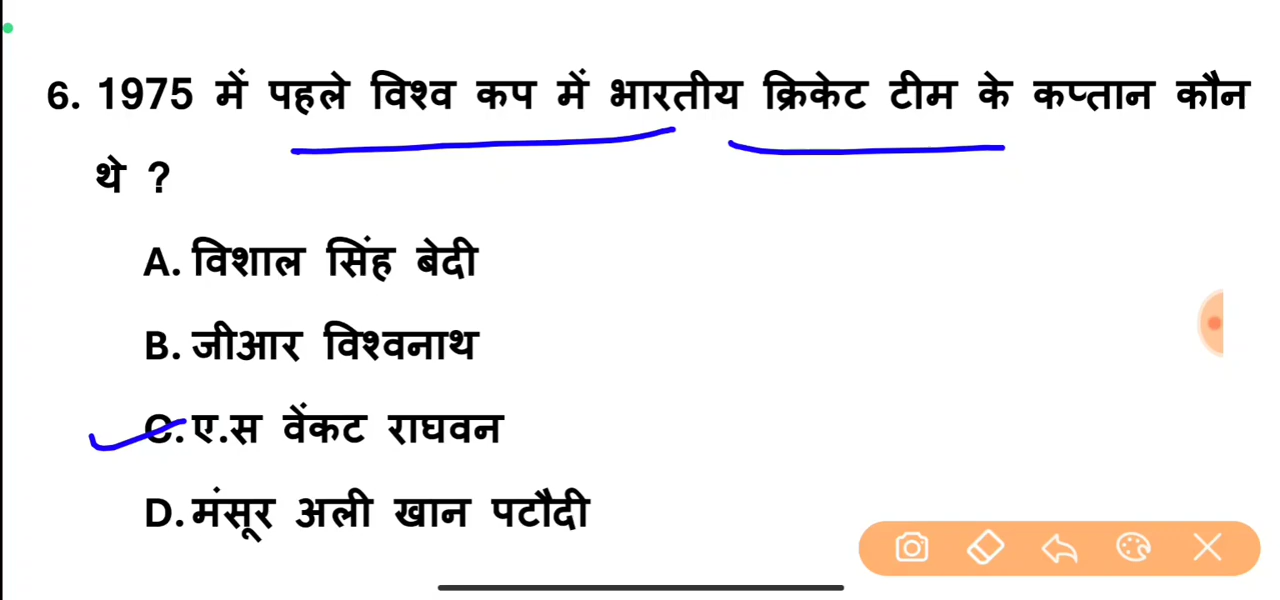 6. 1975 में पहले विश्व कप में भारतीय क्रिकेट टीम के कप्तान कौन
थे ?
A. विशाल सिंह बेदी
B. जीआर विश्वनाथ
C. ए.स वेंकट राघवन
D. मंसूर अली खान पटौदी